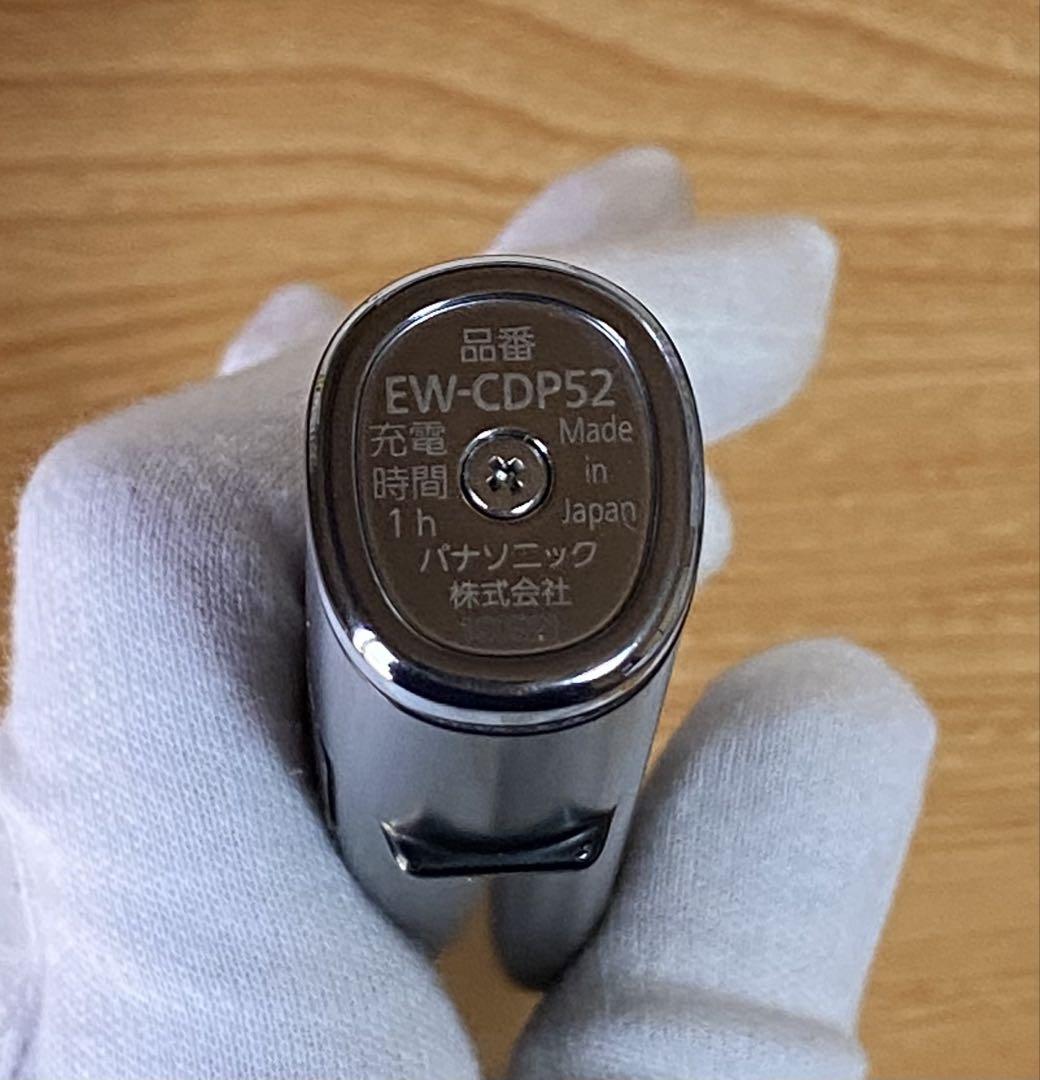 品番
EW-CDP52
充電
時間
1h
Made
in
Japan
パナソニック
株式会社